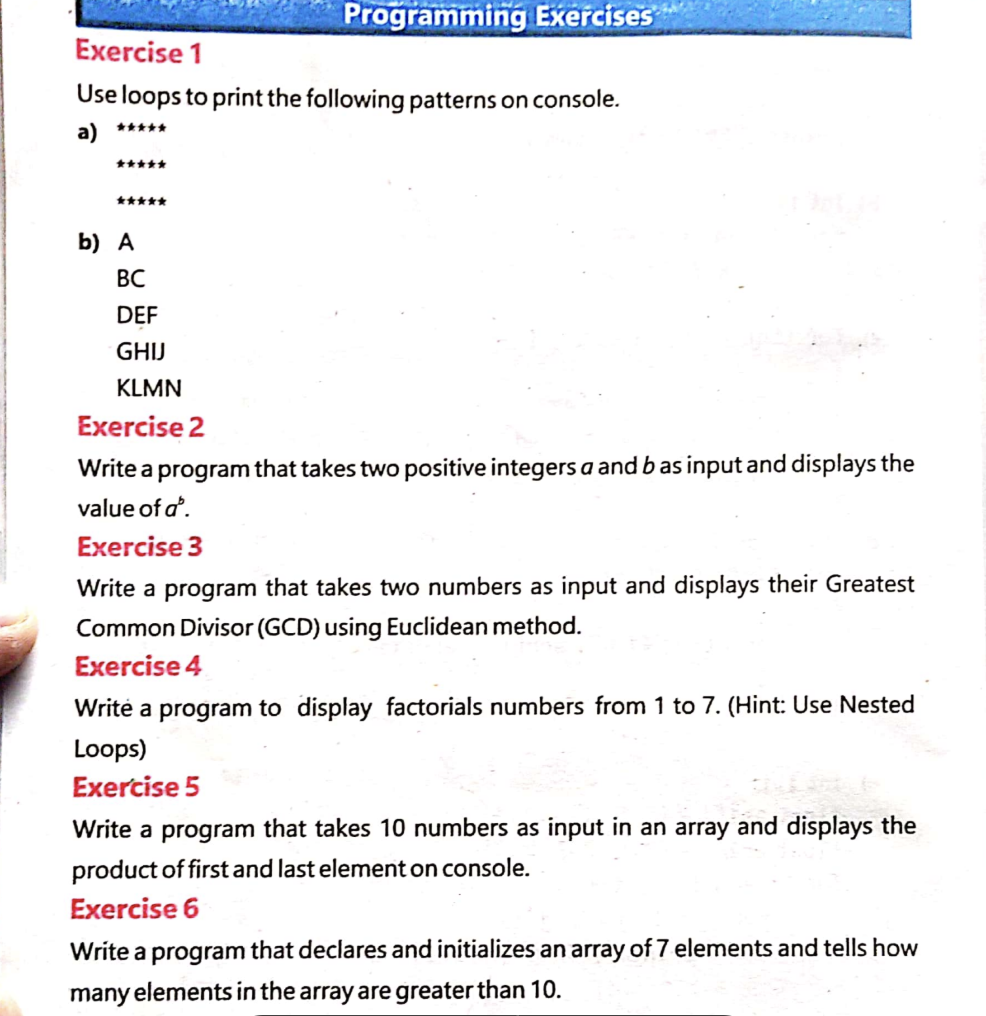 Programming Exercises
Exercise 1
Use loops to print the following patterns on console.
a) *****
*****
*****
b) A
BC
DEF
GHIJ
KLMN
Exercise 2
Write a program that takes two positive integers a and b as input and displays the
value of aᵇ.
Exercise 3
Write a program that takes two numbers as input and displays their Greatest
Common Divisor (GCD) using Euclidean method.
Exercise 4
Write a program to display factorials numbers from 1 to 7. (Hint: Use Nested
Loops)
Exercise 5
Write a program that takes 10 numbers as input in an array and displays the
product of first and last element on console.
Exercise 6
Write a program that declares and initializes an array of 7 elements and tells how
many elements in the array are greater than 10.